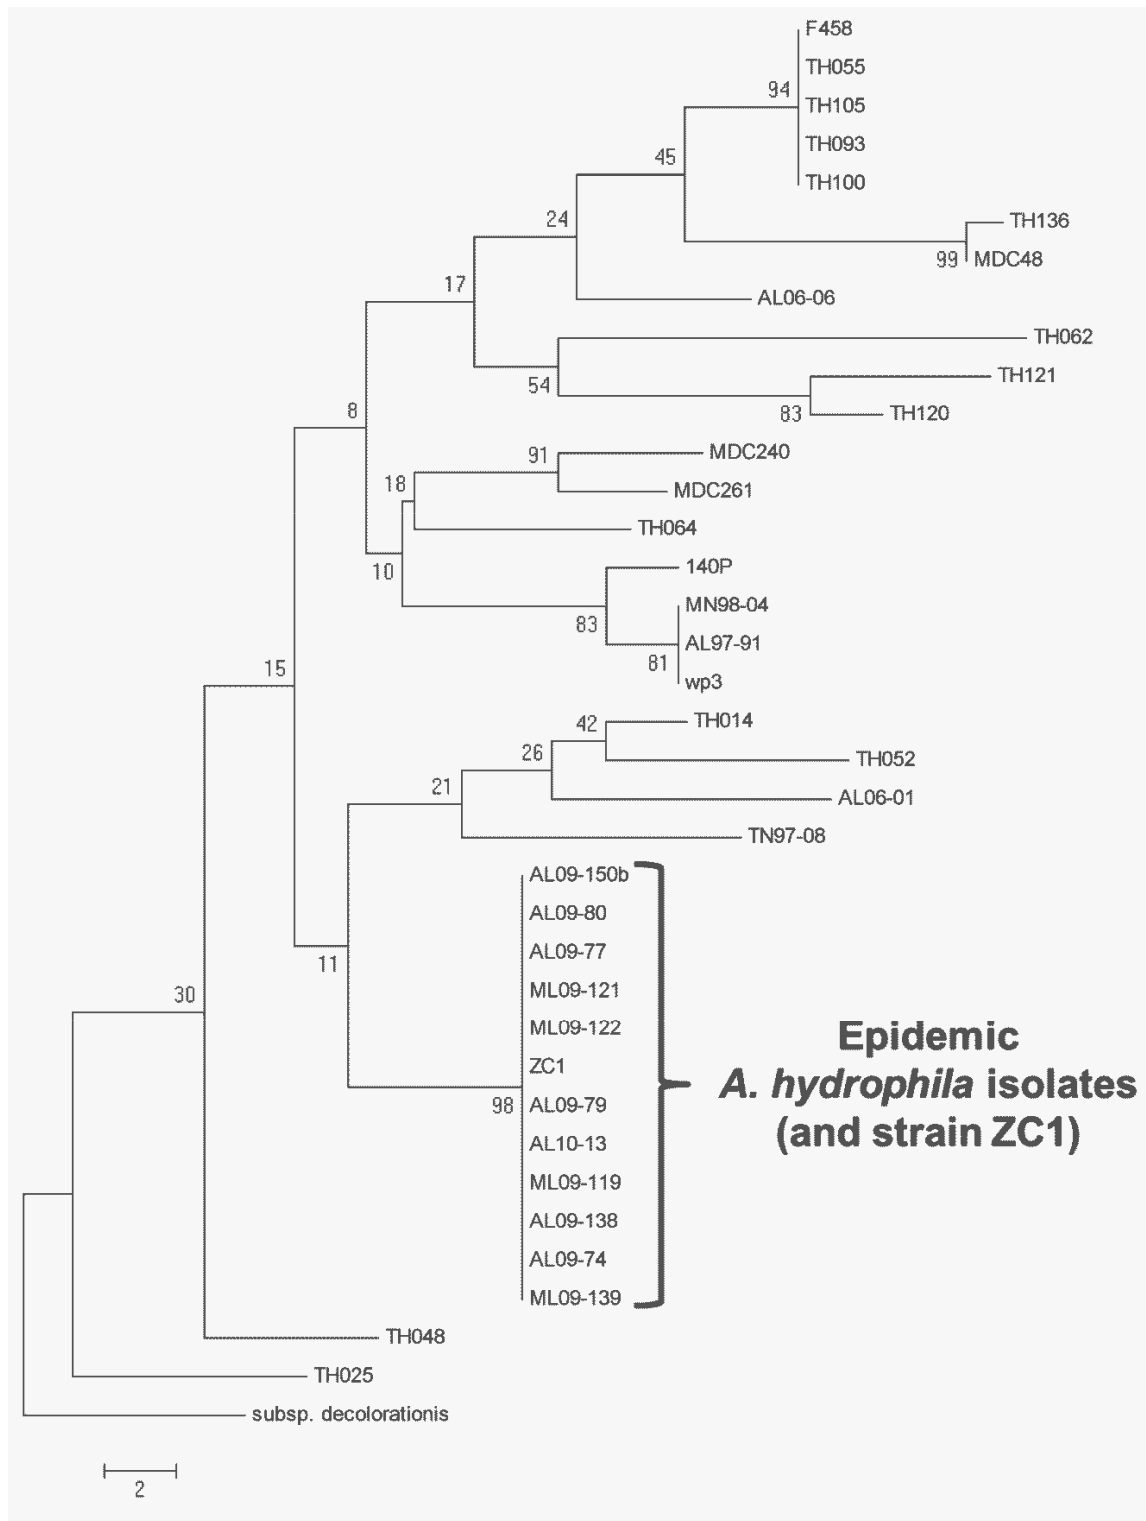 F458
TH055
94
TH105
TH093
45
TH100
24
TH136
99
MDC48
17
AL06-06
TH062
54
TH121
83
TH120
8
91
MDC240
18
MDC261
TH064
10
140P
MN98-04
83
AL97-91
81
wp3
15
42
TH014
26
TH052
21
AL06-01
TN97-08
AL09-150b
AL09-80
AL09-77
11
ML09-121
30
ML09-122
ZC1
98
AL09-79
AL10-13
ML09-119
AL09-138
AL09-74
ML09-139
Epidemic
A. hydrophila isolates
(and strain ZC1)
TH048
TH025
subsp. decolorationis
2